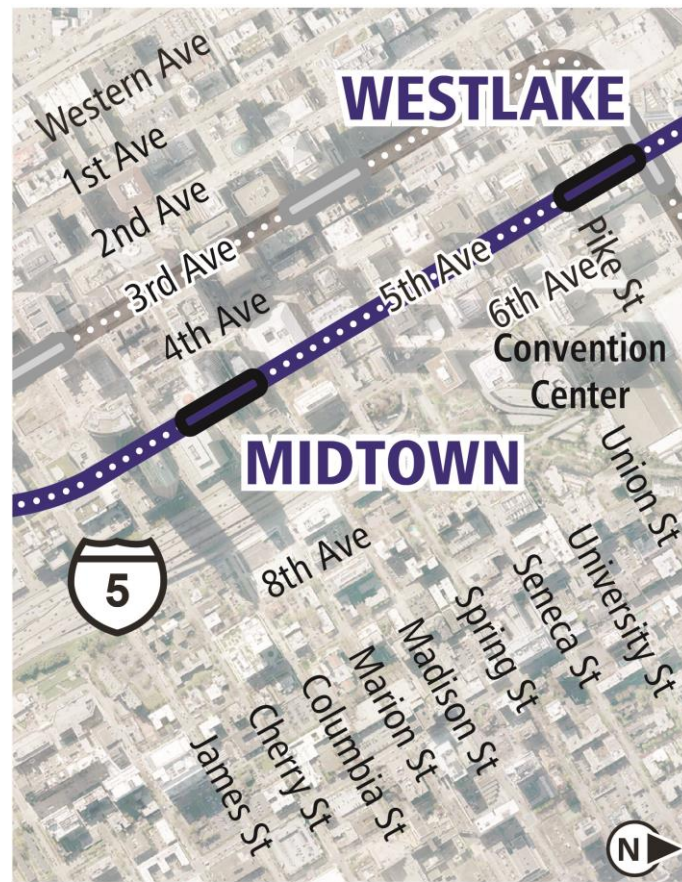 Western Ave
WESTLAKE
1st Ave
2nd Ave
3rd Ave
4th Ave
5th Ave
6th Ave
Pike St
Convention
Center
MIDTOWN
Union St
5
8th Ave
University St
Seneca St
Spring St
Madison St
Marion St
Columbia St
Cherry St
James St
N